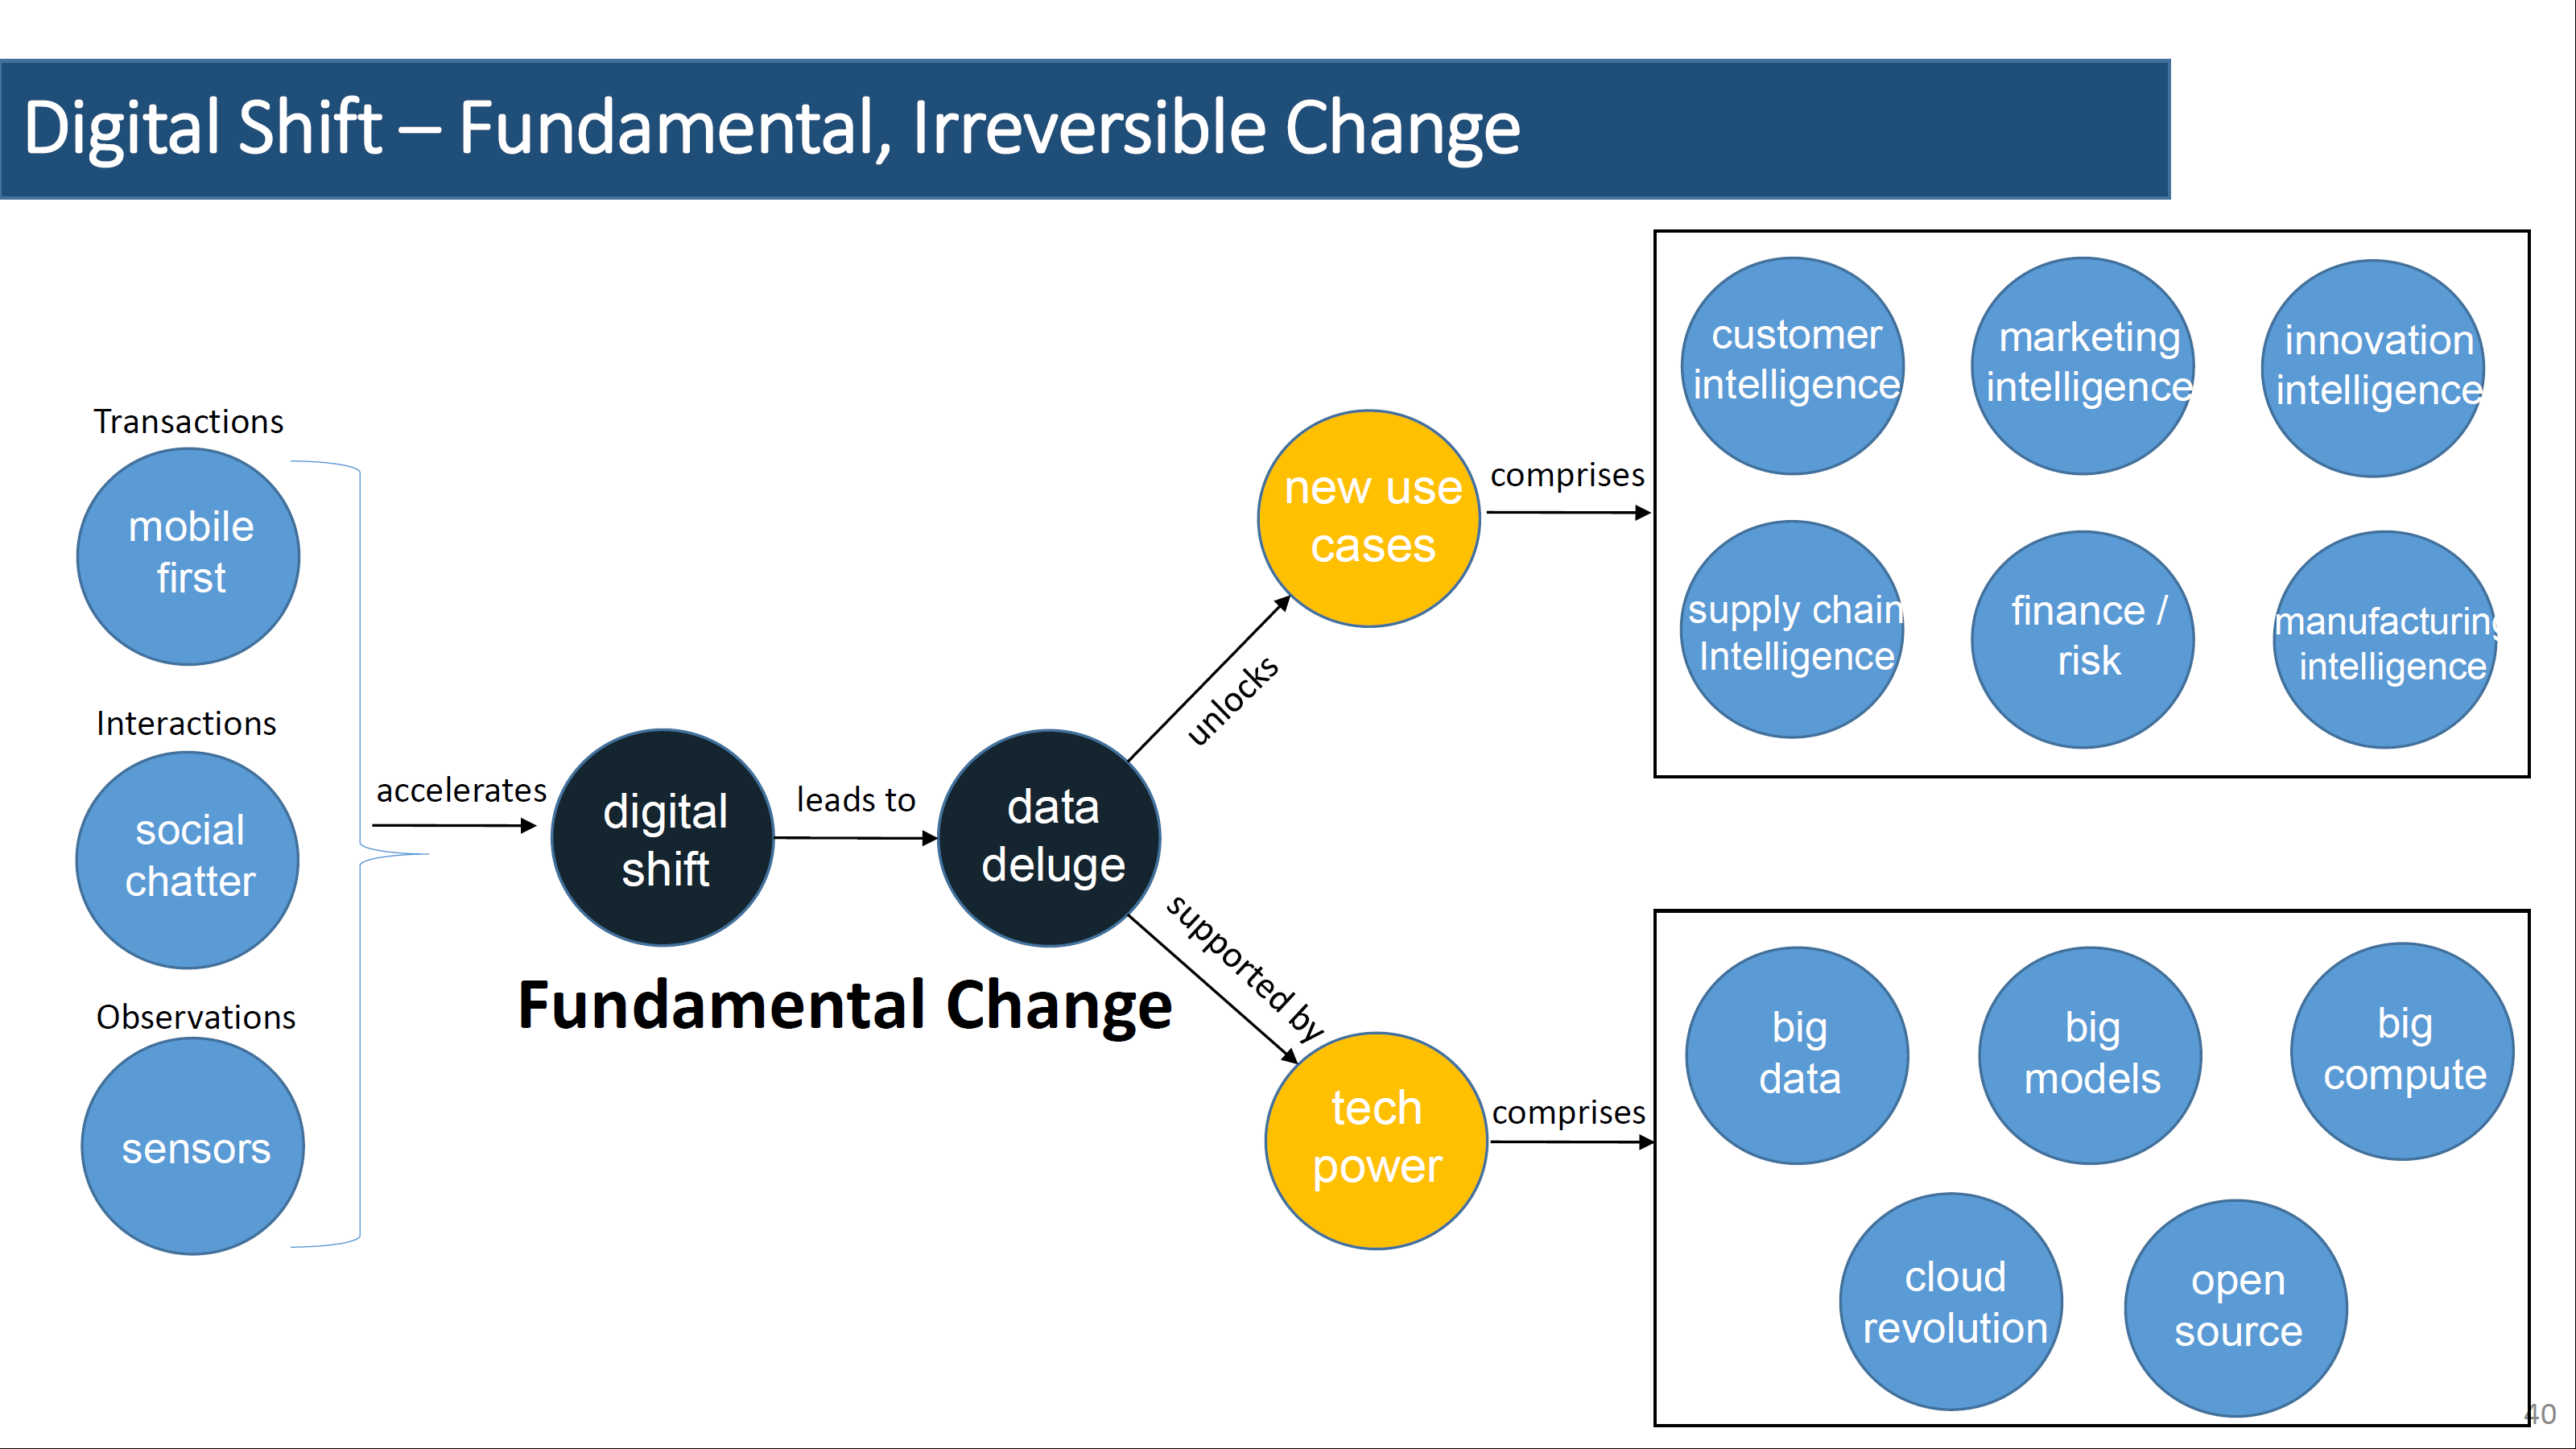 Digital Shift – Fundamental, Irreversible Change
Transactions
mobile
first
Interactions
social
chatter
Observations
sensors
accelerates
digital
shift
leads to
data
deluge
Fundamental Change
unlocks
new use
cases
comprises
customer
intelligence
marketing
intelligence
innovation
intelligence
supply chain
Intelligence
finance /
risk
manufacturing
intelligence
supported by
tech
power
comprises
big
data
big
models
big
compute
cloud
revolution
open
source
40